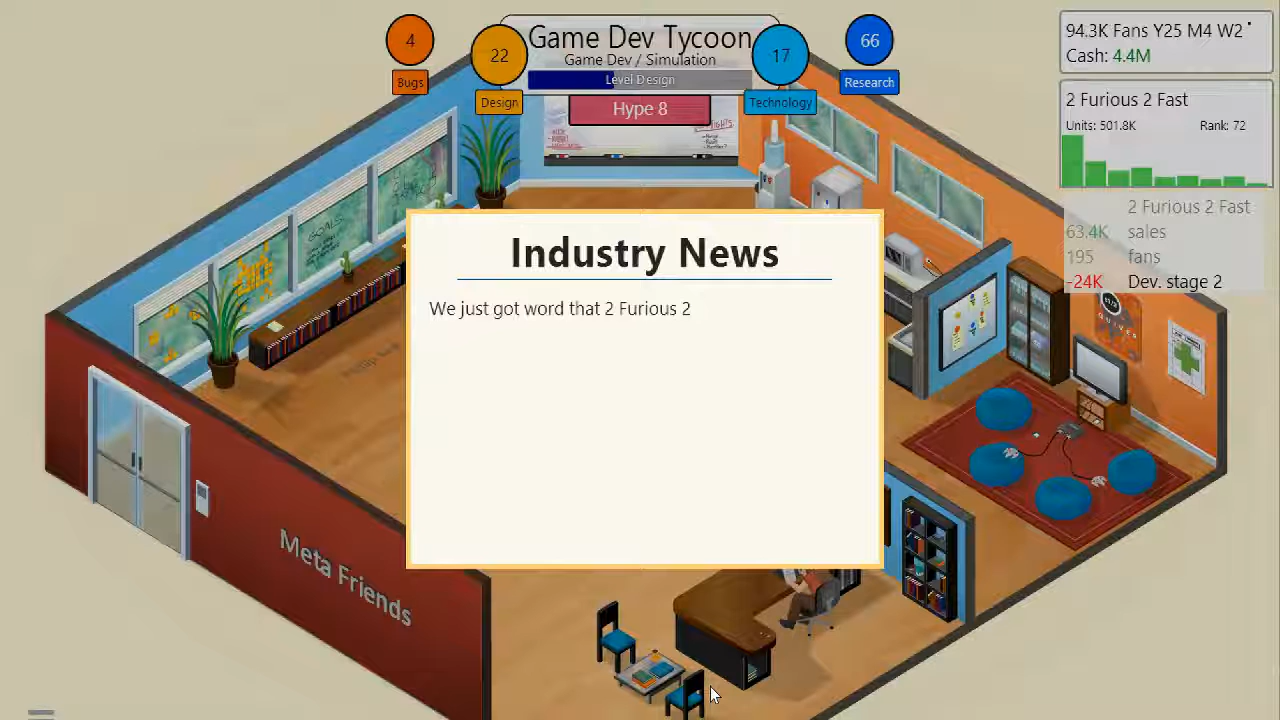 4
Bugs
22
Design
Game Dev Tycoon
Game Dev / Simulation
Level Design
Hype 8
17
Technology
66
Research
94.3K Fans Y25 M4 W2
Cash: 4.4M
2 Furious 2 Fast
Units: 501.8K Rank: 72
2 Furious 2 Fast
63.4K sales
195 fans
-24K Dev. stage 2
Industry News
We just got word that 2 Furious 2
GOALS
Meta Friends